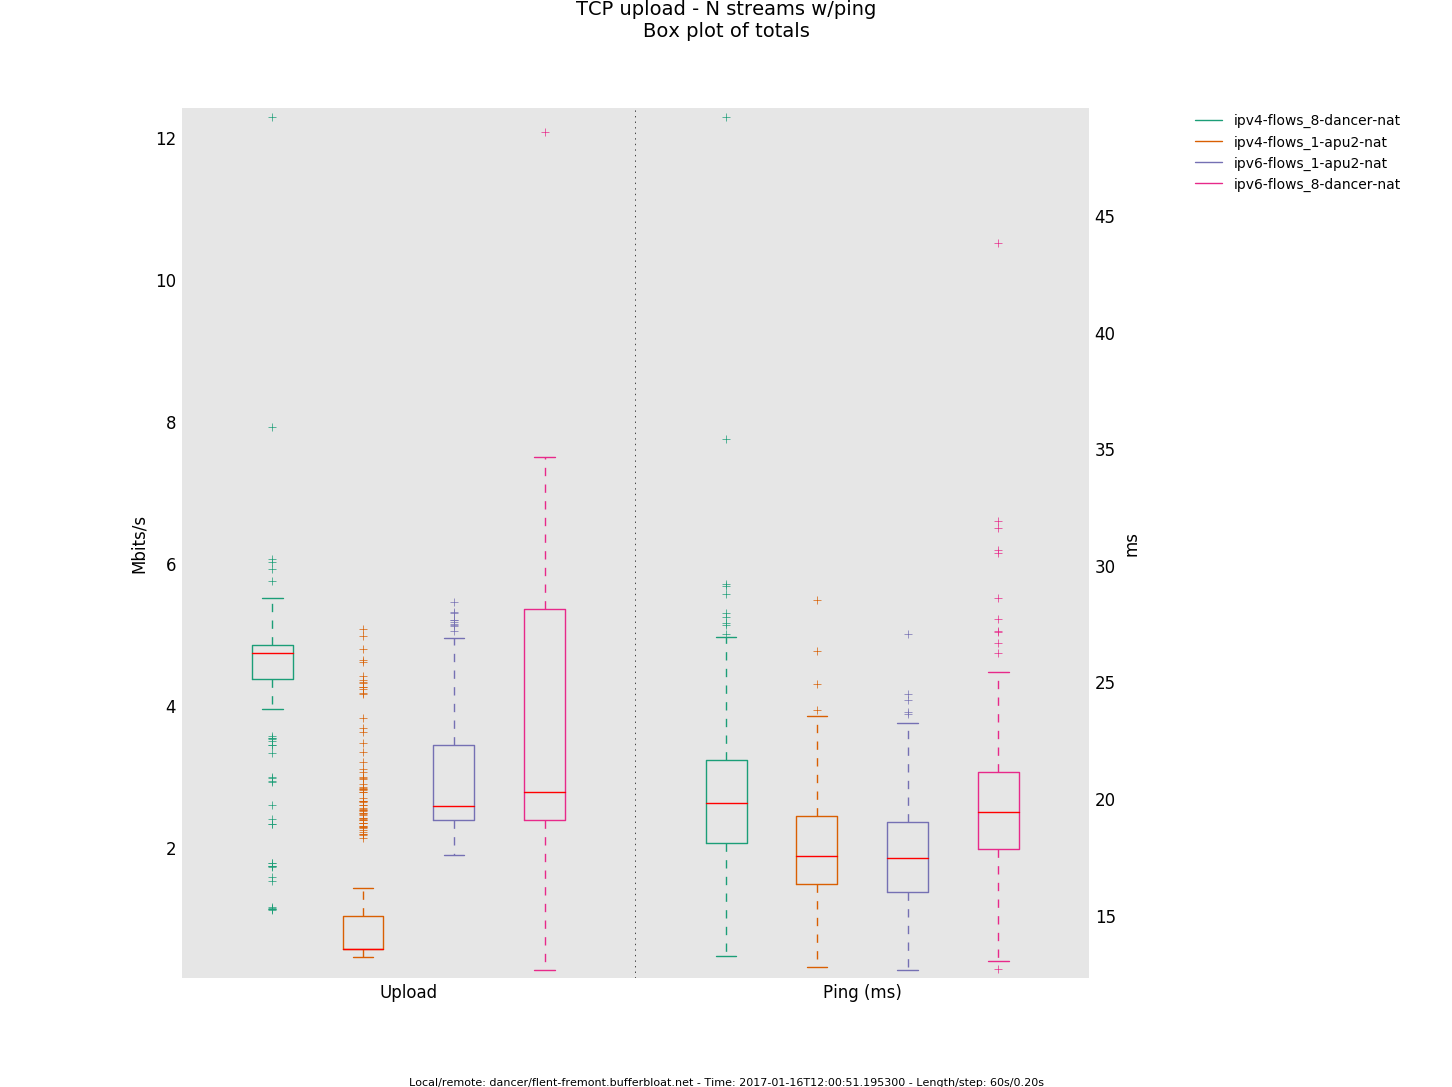 TCP upload - N streams w/ping
Box plot of totals
ipv4-flows_8-dancer-nat
ipv4-flows_1-apu2-nat
ipv6-flows_1-apu2-nat
ipv6-flows_8-dancer-nat
12
10
8
6
4
2
Mbits/s
45
40
35
30
25
20
15
ms
Upload
Ping (ms)
Local/remote: dancer/flent-fremont.bufferbloat.net - Time: 2017-01-16T12:00:51.195300 - Length/step: 60s/0.20s